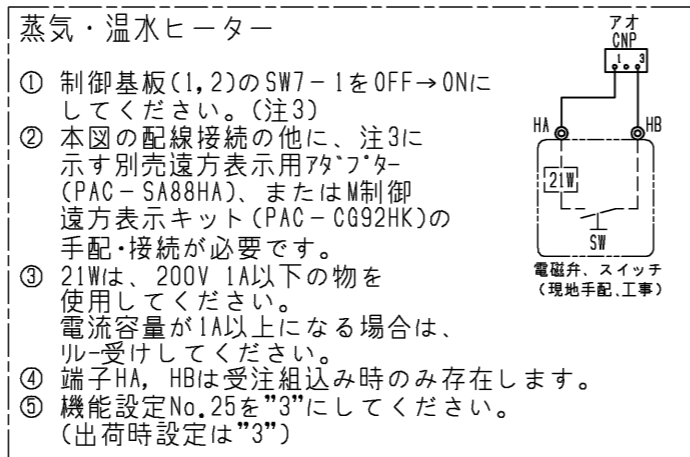 蒸気・温水ヒーター
① 制御基板(1,2)のSW7－1をOFF→ONに
してください。(注3)
② 本図の配線接続の他に、注3に
示す別売遠方表示用ｱﾀﾞﾌﾟﾀｰ
(PAC－SA88HA)、またはM制御
遠方表示キット(PAC－CG92HK)の
手配･接続が必要です。
③ 21Wは、200V 1A以下の物を
使用してください。
電流容量が1A以上になる場合は、
ﾘﾚｰ受けしてください。
④ 端子HA, HBは受注組込み時のみ存在します。
⑤ 機能設定No.25を”3”にしてください。
(出荷時設定は”3”)
アオ
CNP
1 3
HA HB
21W
SW
電磁弁、スイッチ
(現地手配、工事)